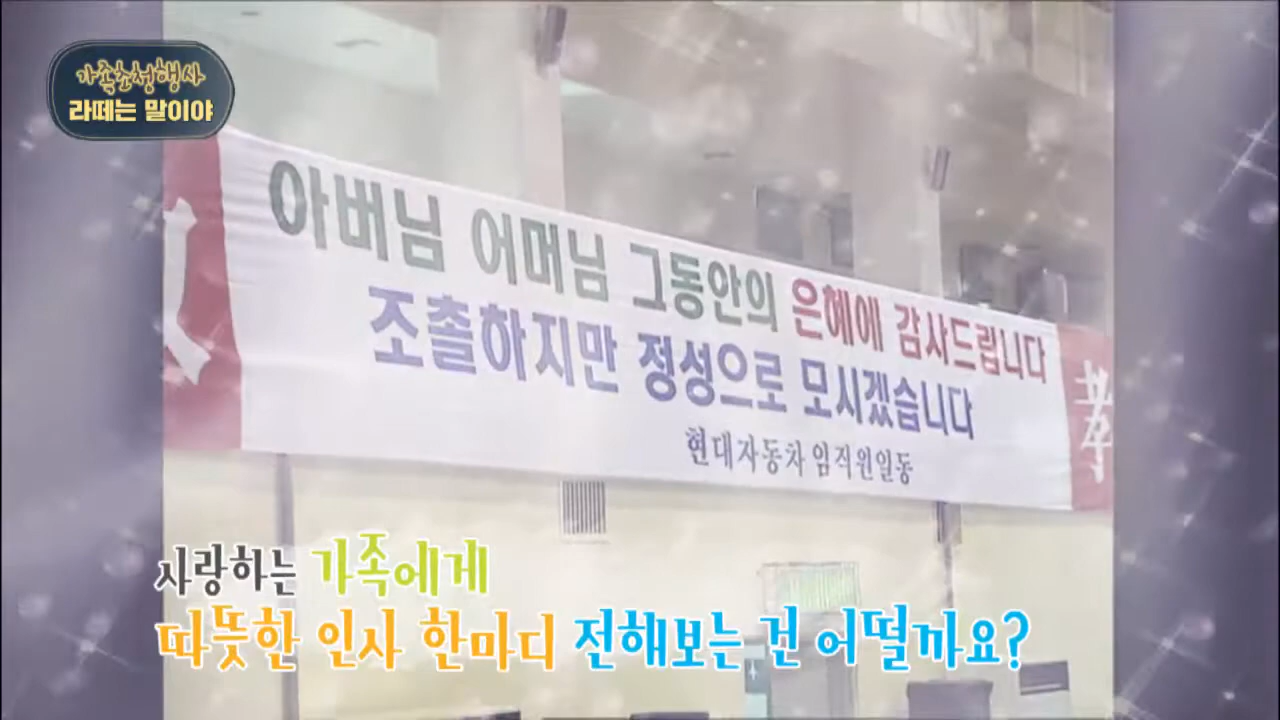 가족초청행사
라떼는 말이야
아버님 어머님 그동안의 은혜에 감사드립니다
조촐하지만 정성으로 모시겠습니다
현대자동차 임직원일동
孝
사랑하는 가족에게
따뜻한 인사 한마디 전해보는 건 어떨까요?